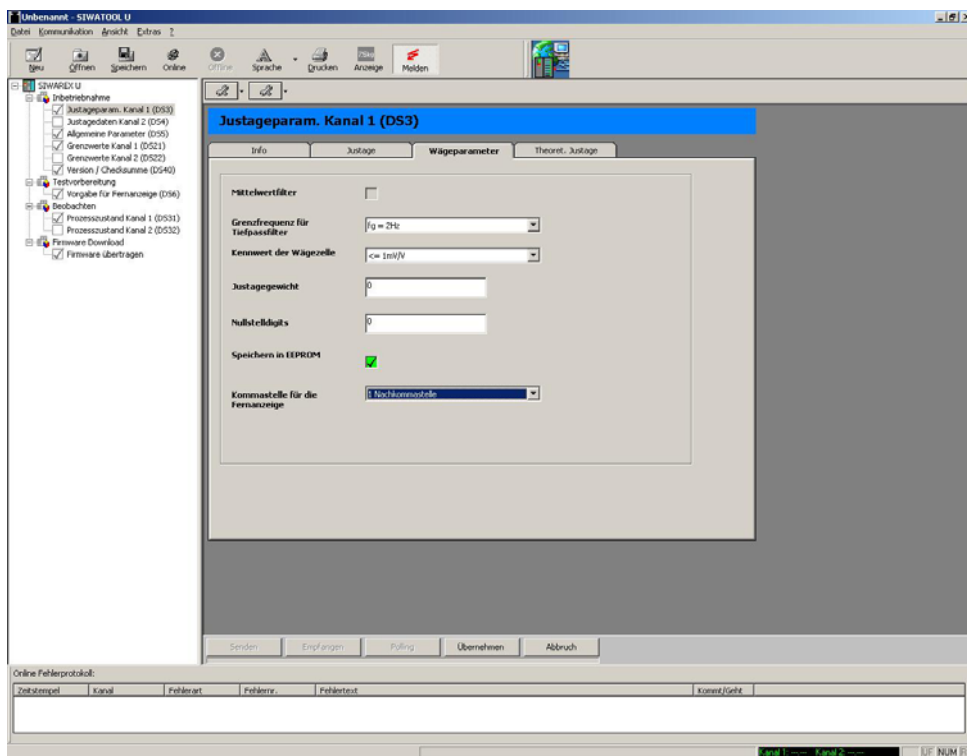 Unbenannt - SIWATOOL U
Datei Kommunikation Ansicht Extras ?
Neu Öffnen Speichern Online Offline Sprache Drucken Anzeige Melden
SIWAREX U
Inbetriebnahme
Justageparam. Kanal 1 (DS3)
Justagedaten Kanal 2 (DS4)
Allgemeine Parameter (DS5)
Grenzwerte Kanal 1 (DS21)
Grenzwerte Kanal 2 (DS22)
Version / Checksumme (DS40)
Testvorbereitung
Vorgabe für Fernanzeige (DS6)
Beobachten
Prozesszustand Kanal 1 (DS31)
Prozesszustand Kanal 2 (DS32)
Firmware Download
Firmware übertragen
Justageparam. Kanal 1 (DS3)
Info Justage Wägeparameter Theoret. Justage
Mittelwertfilter
Grenzfrequenz für
Tiefpassfilter
fg = 2Hz
Kennwert der Wägezelle
<= 1mV/V
Justagegewicht
0
Nullstelldigits
0
Speichern in EEPROM
Kommastelle für die
Fernanzeige
1 Nachkommastelle
Senden Empfangen Polling Übernehmen Abbruch
Online Fehlerprotokoll:
Zeitstempel Kanal Fehlerart Fehlernr. Fehlertext Kommt/Geht
Kanal 1: ---.-- Kanal 2: ---.-- UF NUM R